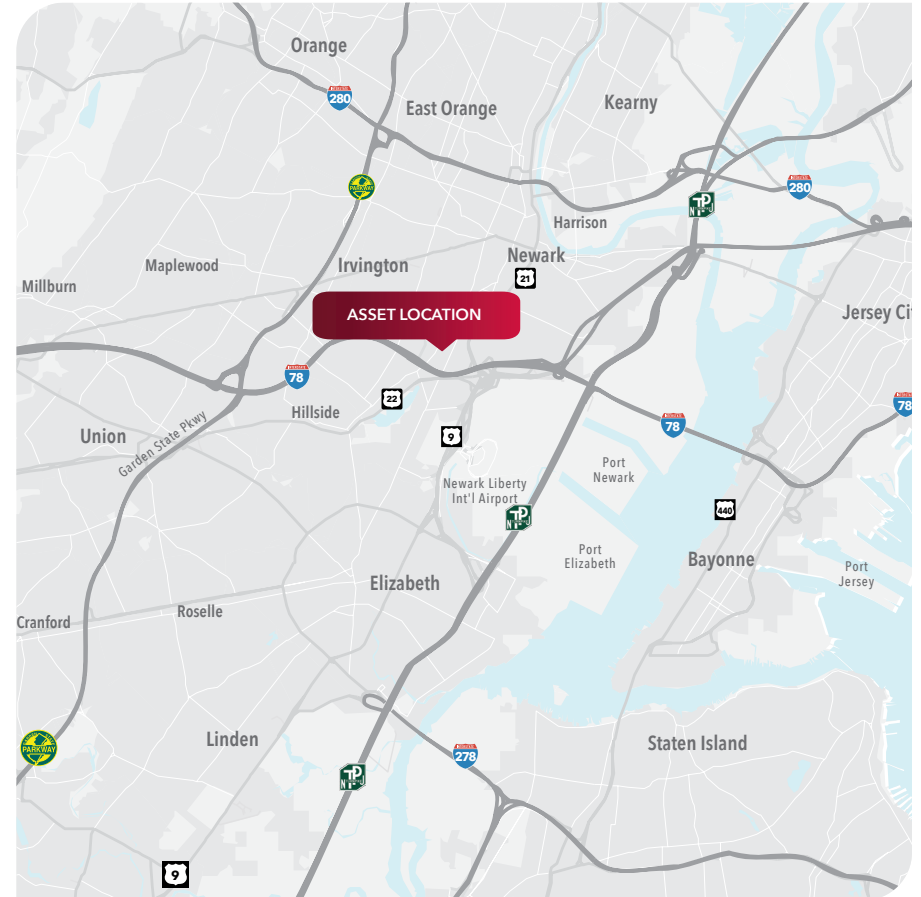 Orange
280
East Orange
Kearny
PARKWAY
TP
N J
280
Harrison
Newark
21
Maplewood
Irvington
Millburn
ASSET LOCATION
Jersey Cit
78
22
Hillside
78
78
Union
Garden State Pkwy
9
Newark Liberty
Int'l Airport
Port
Newark
TP
N J
440
Port
Elizabeth
Bayonne
Port
Jersey
Elizabeth
Roselle
Cranford
PARKWAY
Linden
TP
N J
278
Staten Island
9